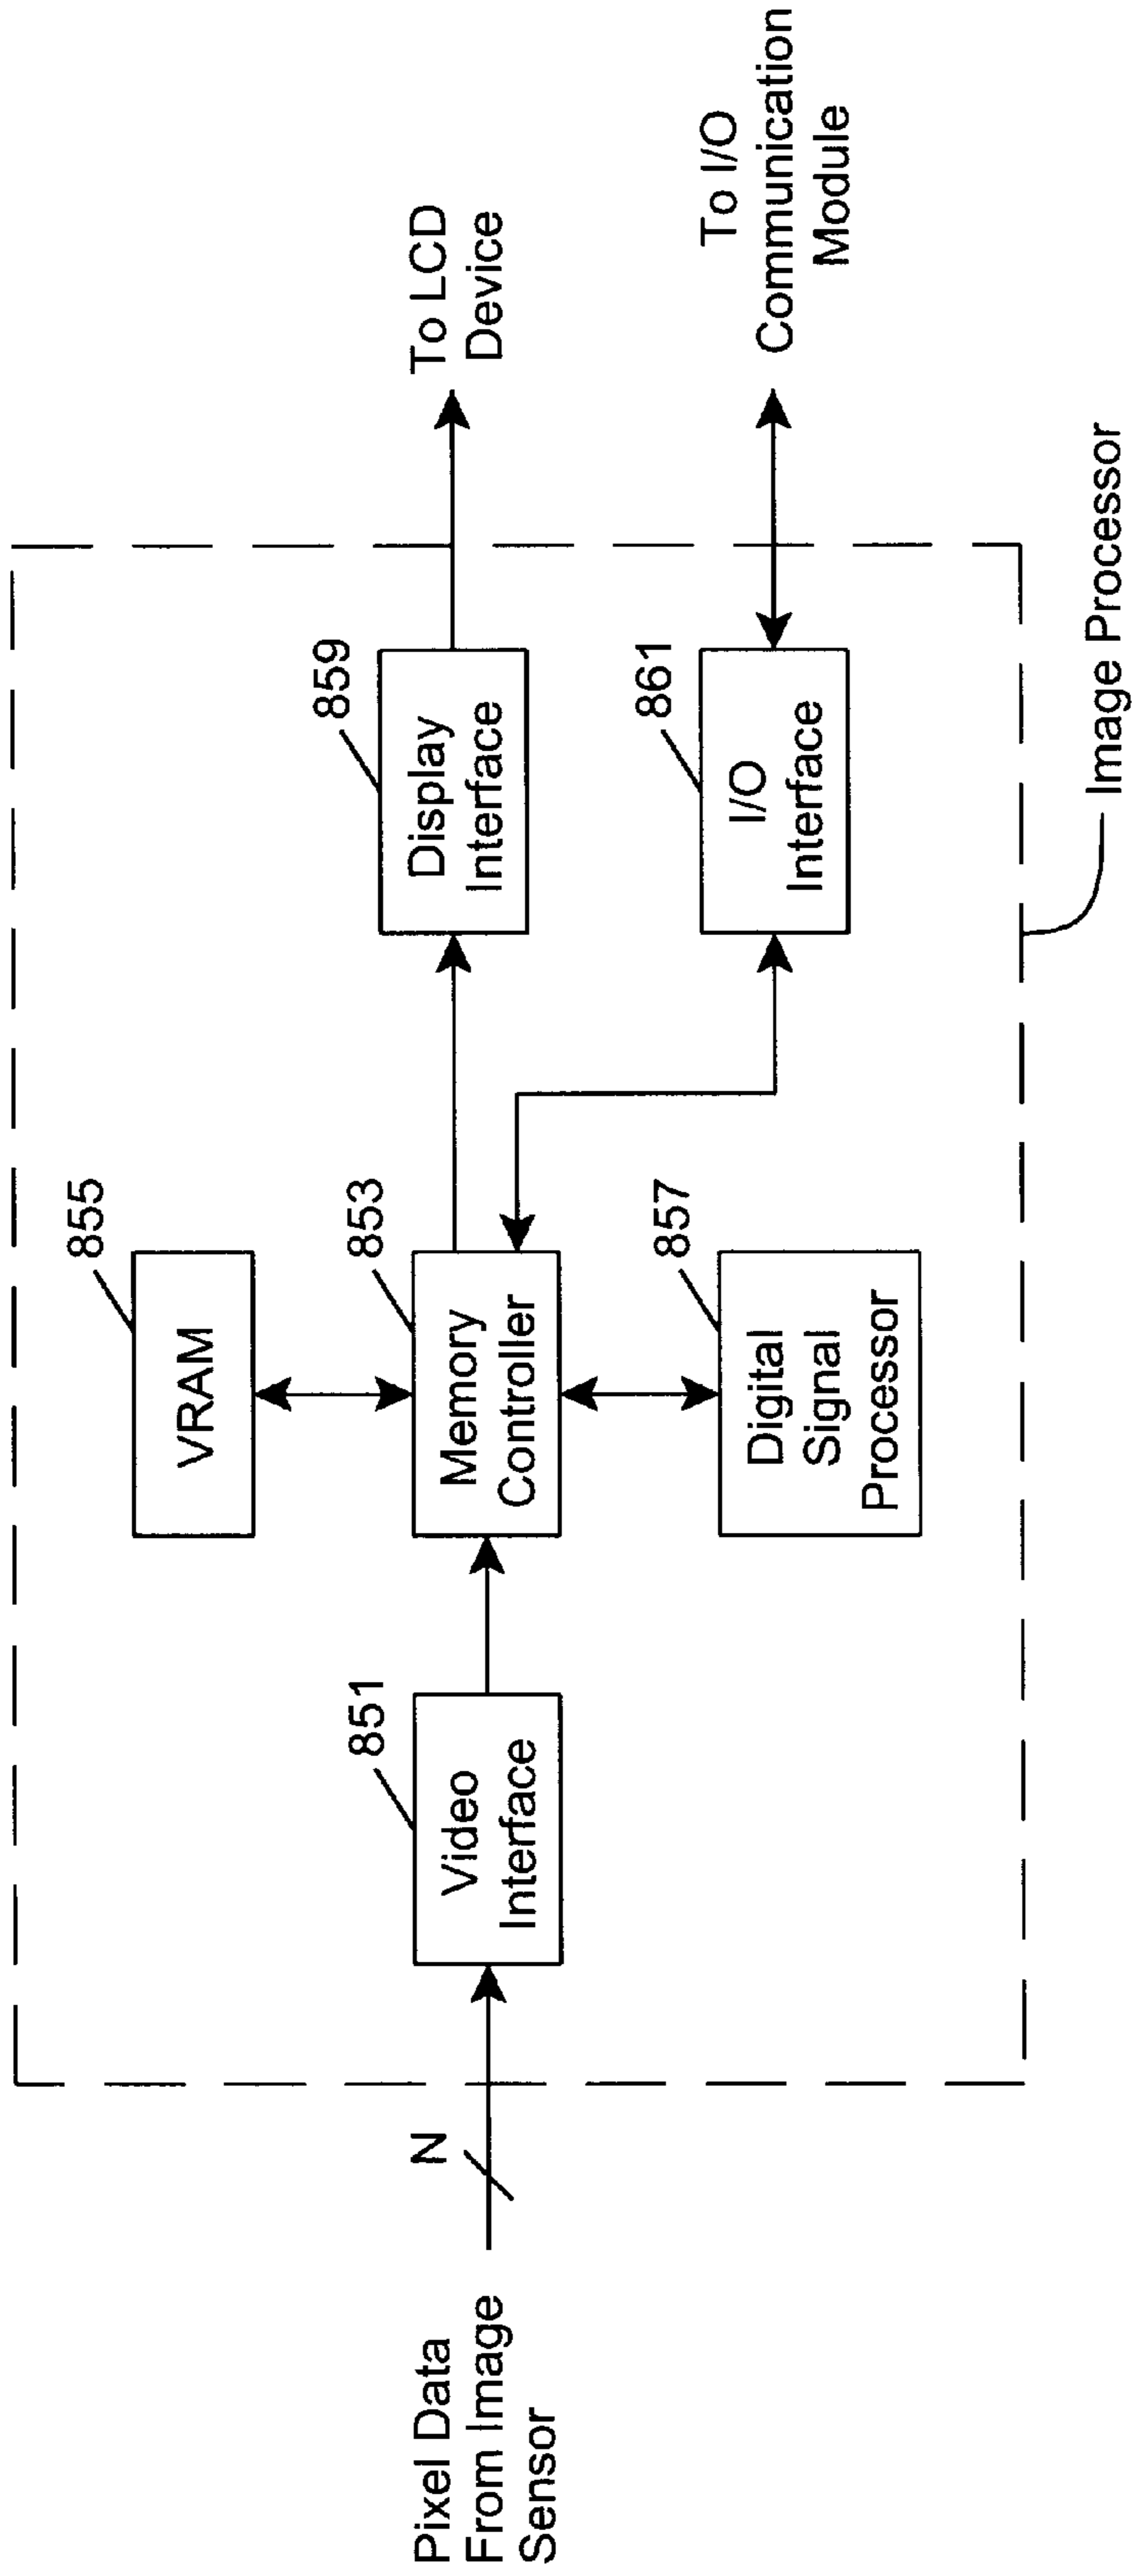 Pixel Data
From Image
Sensor
N
851
Video
Interface
855
VRAM
853
Memory
Controller
857
Digital
Signal
Processor
859
Display
Interface
861
I/O
Interface
To LCD
Device
To I/O
Communication
Module
Image Processor